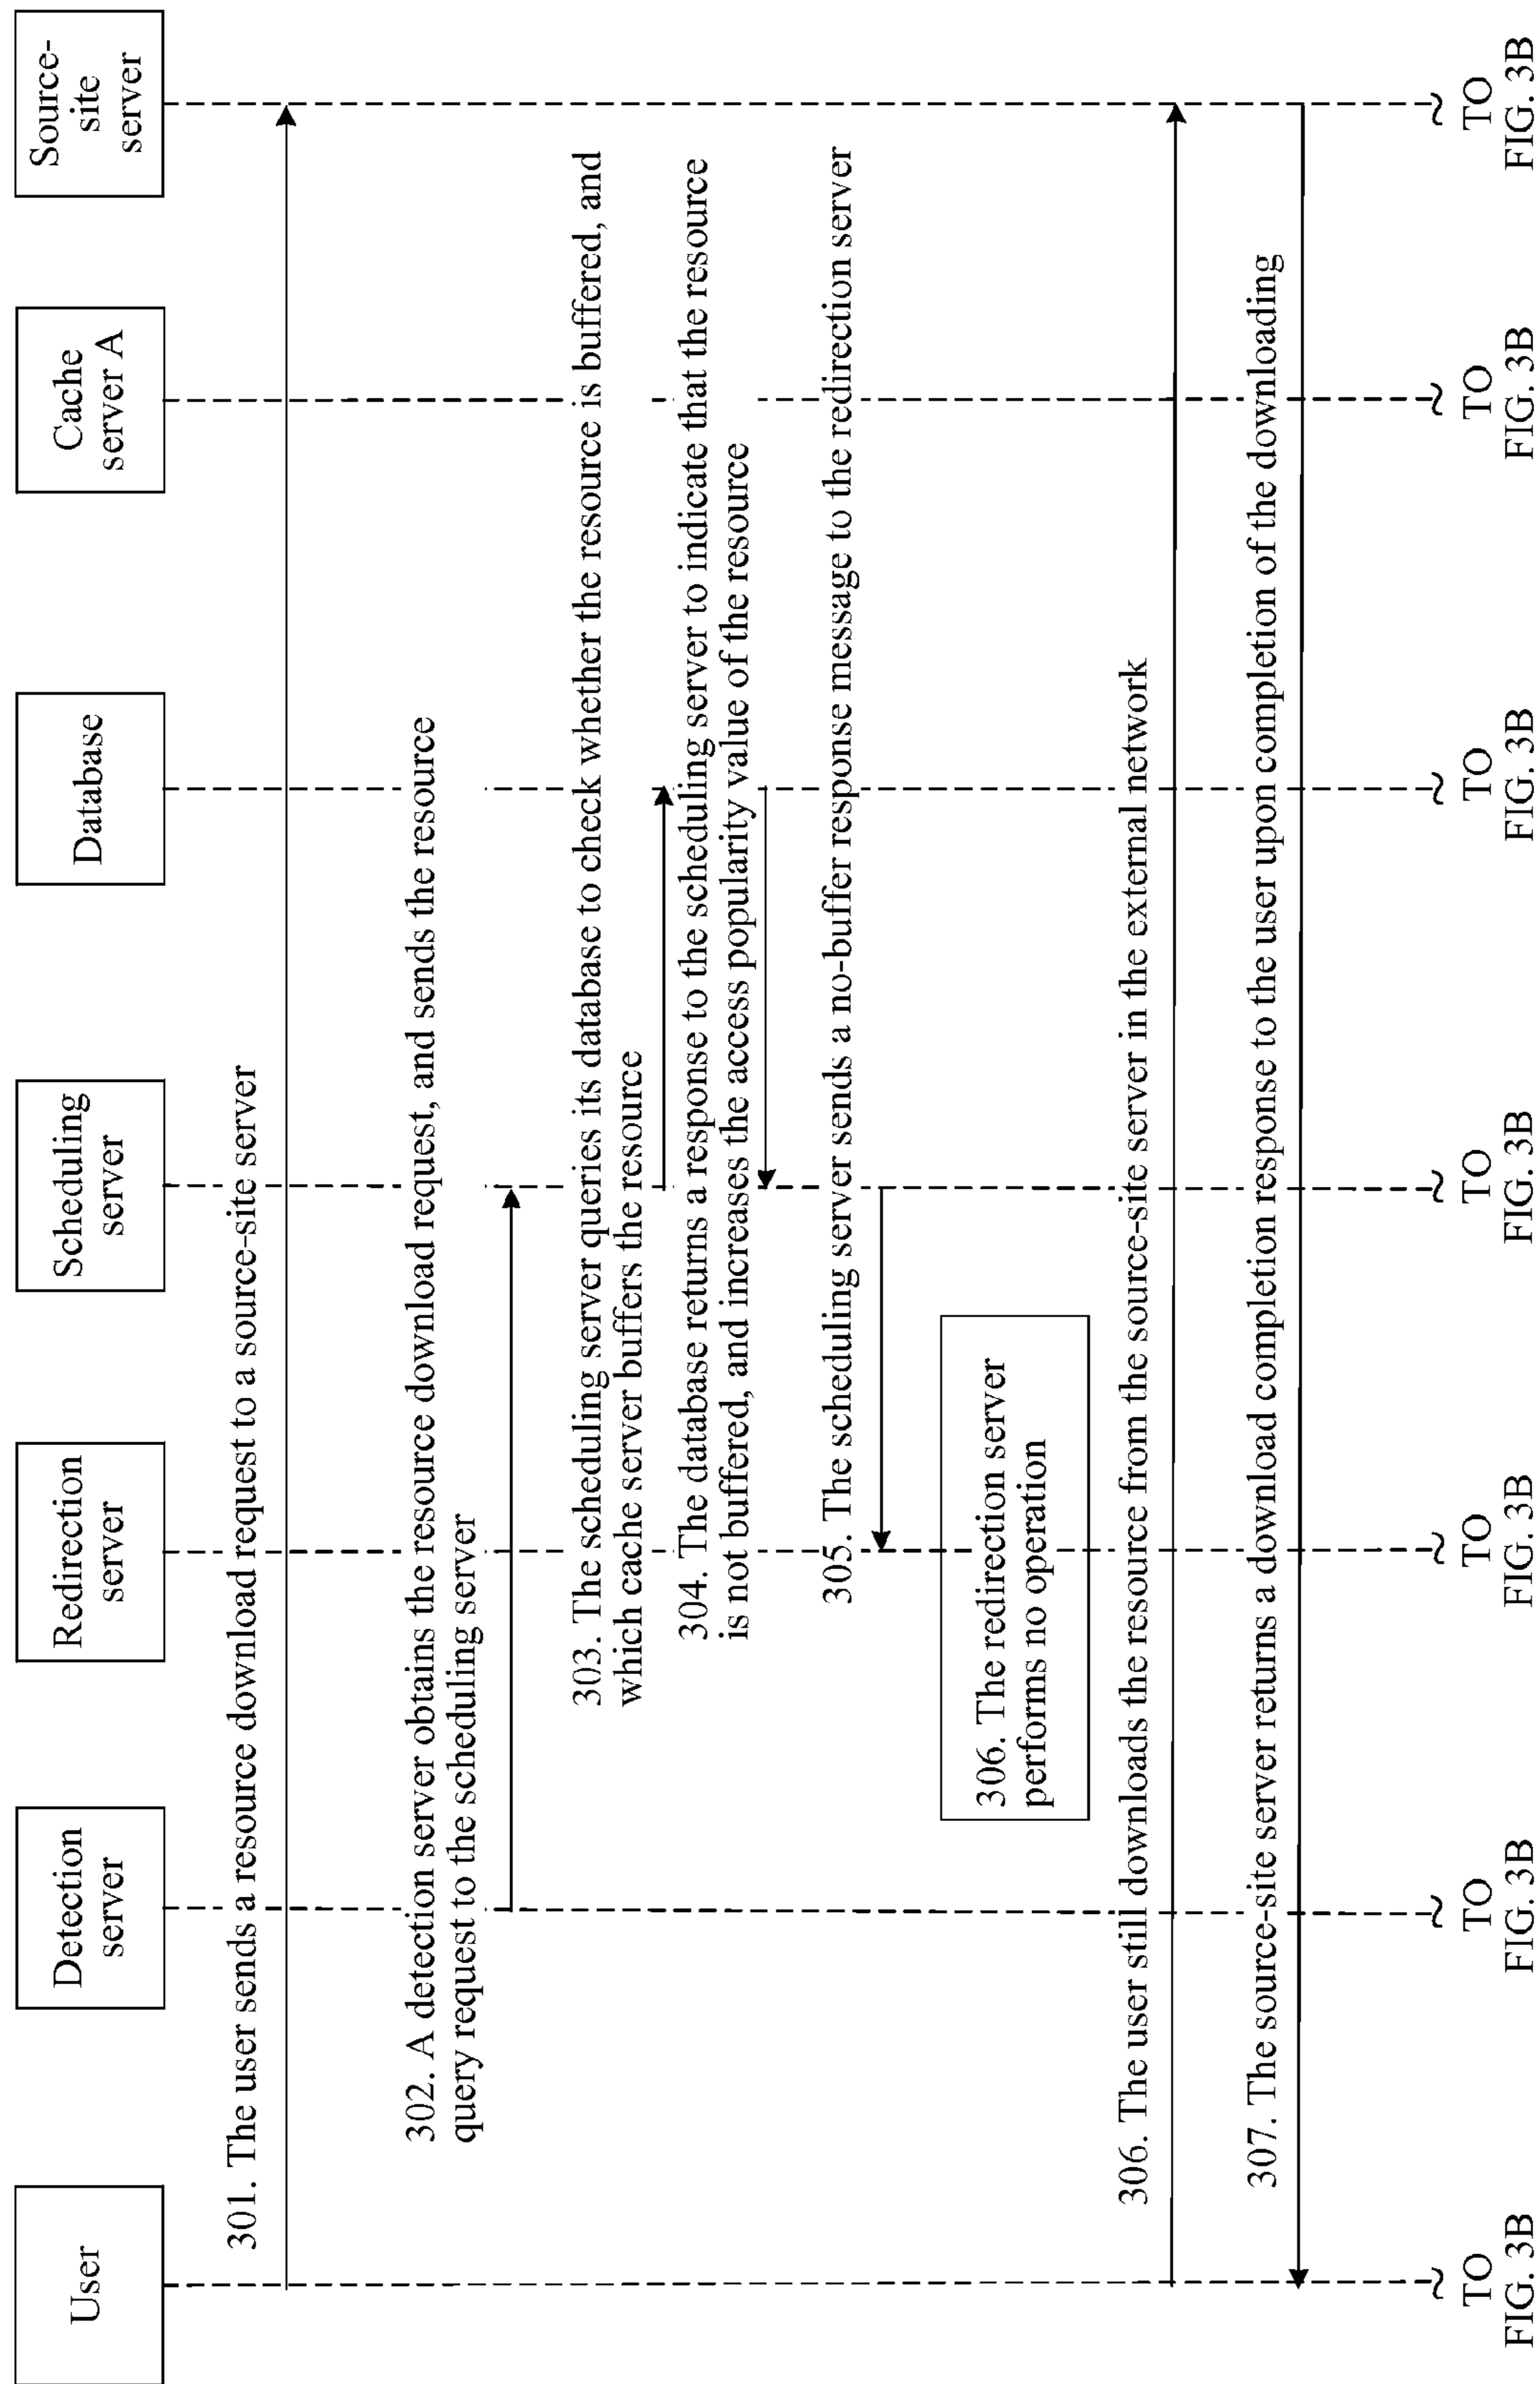 User
Detection
server
Redirection
server
Scheduling
server
Database
Cache
server A
Source-
site
server
301. The user sends a resource download request to a source-site server
302. A detection server obtains the resource download request, and sends the resource
query request to the scheduling server
303. The scheduling server queries its database to check whether the resource is buffered, and
which cache server buffers the resource
304. The database returns a response to the scheduling server to indicate that the resource
is not buffered, and increases the access popularity value of the resource
305. The scheduling server sends a no-buffer response message to the redirection server
306. The redirection server
performs no operation
306. The user still downloads the resource from the source-site server in the external network
307. The source-site server returns a download completion response to the user upon completion of the downloading
TO
FIG. 3B
TO
FIG. 3B
TO
FIG. 3B
TO
FIG. 3B
TO
FIG. 3B
TO
FIG. 3B
TO
FIG. 3B